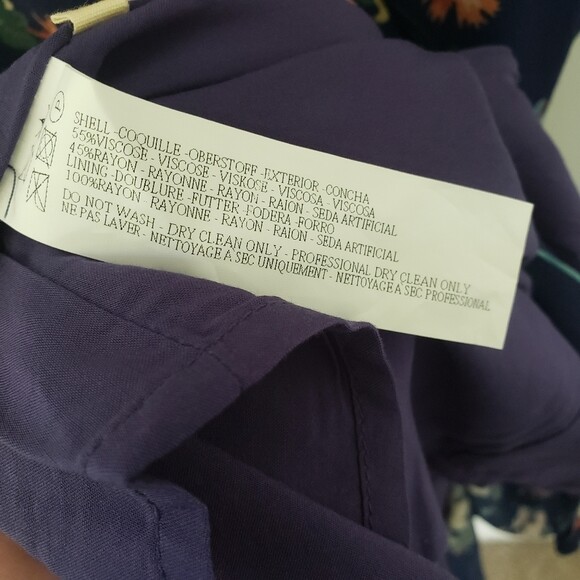 SHELL -COQUILLE -OBERSTOFF -EXTERIOR -CONCHA
55%VISCOSE - VISCOSE - VISKOSE - VISCOSA - VISCOSA
45%RAYON - RAYONNE - RAYON - RAION - SEDA ARTIFICIAL
LINING - DOUBLURE - FUTTER - FODERA - FORRO
100%RAYON - RAYONNE - RAYON - RAION - SEDA ARTIFICIAL
DO NOT WASH - DRY CLEAN ONLY - PROFESSIONAL DRY CLEAN ONLY
NE PAS LAVER - NETTOYAGE A SEC UNIQUEMENT - NETTOYAGE A SEC PROFESSIONAL